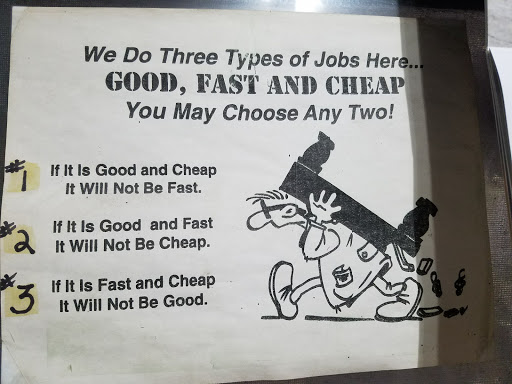 We Do Three Types of Jobs Here...
GOOD, FAST AND CHEAP
You May Choose Any Two!
#1 If It Is Good and Cheap
It Will Not Be Fast.
#2 If It Is Good and Fast
It Will Not Be Cheap.
#3 If It Is Fast and Cheap
It Will Not Be Good.